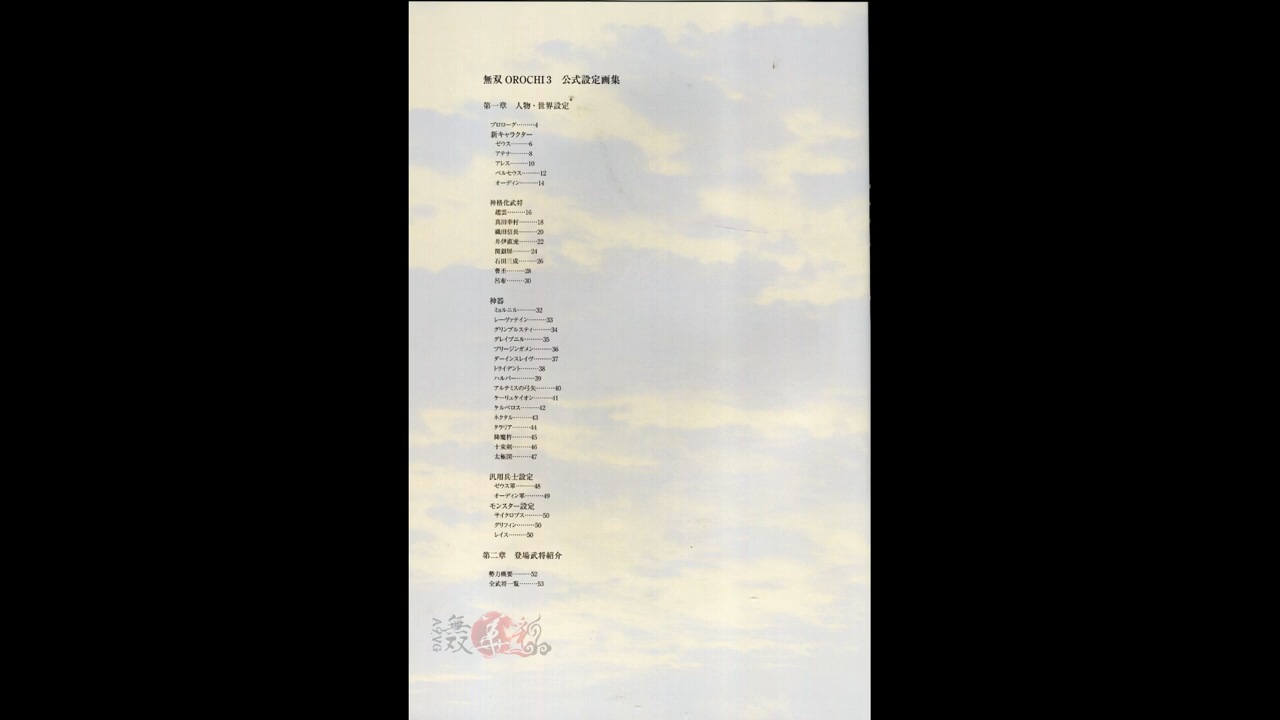 無双 OROCHI 3　公式設定画集
第一章　人物・世界設定
プロローグ………4
新キャラクター
ゼウス………6
アテナ………8
アレス………10
ペルセウス………12
オーディン………14
神格化武将
趙雲………16
真田幸村………18
織田信長………20
井伊直虎………22
関銀屏………24
石田三成………26
曹丕………28
呂布………30
神器
ミョルニル………32
レーヴァテイン………33
グリンブルスティ………34
グレイプニル………35
ブリージンガメン………36
ダーインスレイヴ………37
トライデント………38
ハルパー………39
アルテミスの弓矢………40
ケーリュケイオン………41
ケルベロス………42
ネクタル………43
タラリア………44
降魔杵………45
十束剣………46
太極図………47
汎用兵士設定
ゼウス軍………48
オーディン軍………49
モンスター設定
サイクロプス………50
グリフィン………50
レイス………50
第二章　登場武将紹介
勢力概要………52
全武将一覧………53
無双